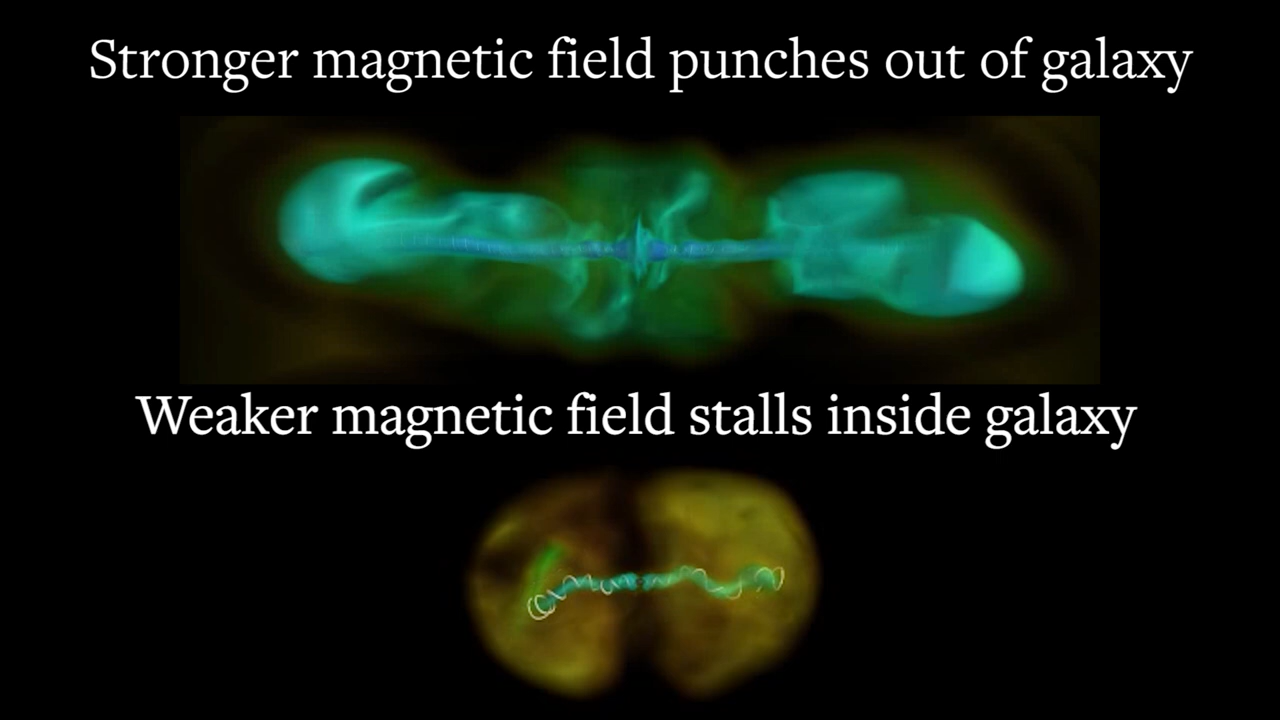 Stronger magnetic field punches out of galaxy
Weaker magnetic field stalls inside galaxy